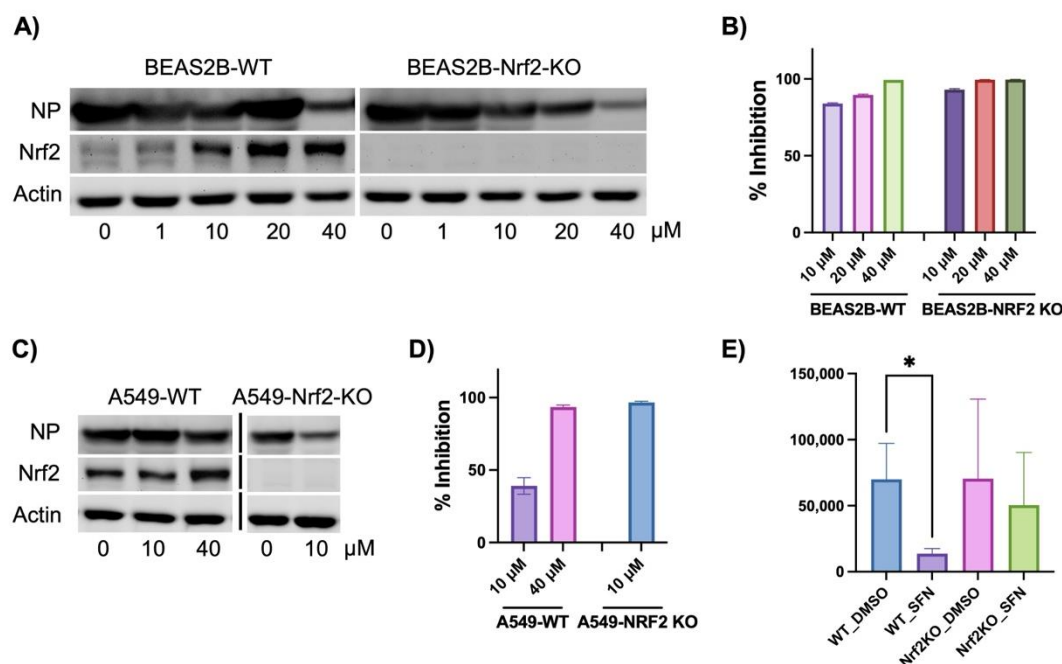 A)
BEAS2B-WT
BEAS2B-Nrf2-KO
NP
Nrf2
Actin
0 1 10 20 40 0 1 10 20 40 μM
B)
% Inhibition
100
50
0
10 μM 20 μM 40 μM 10 μM 20 μM 40 μM
BEAS2B-WT BEAS2B-NRF2 KO
C)
A549-WT A549-Nrf2-KO
NP
Nrf2
Actin
0 10 40 0 10 μM
D)
% Inhibition
100
50
0
10 μM 40 μM 10 μM
A549-WT A549-NRF2 KO
E)
*
150,000
100,000
50,000
0
WT_DMSO WT_SFN Nrf2KO_DMSO Nrf2KO_SFN